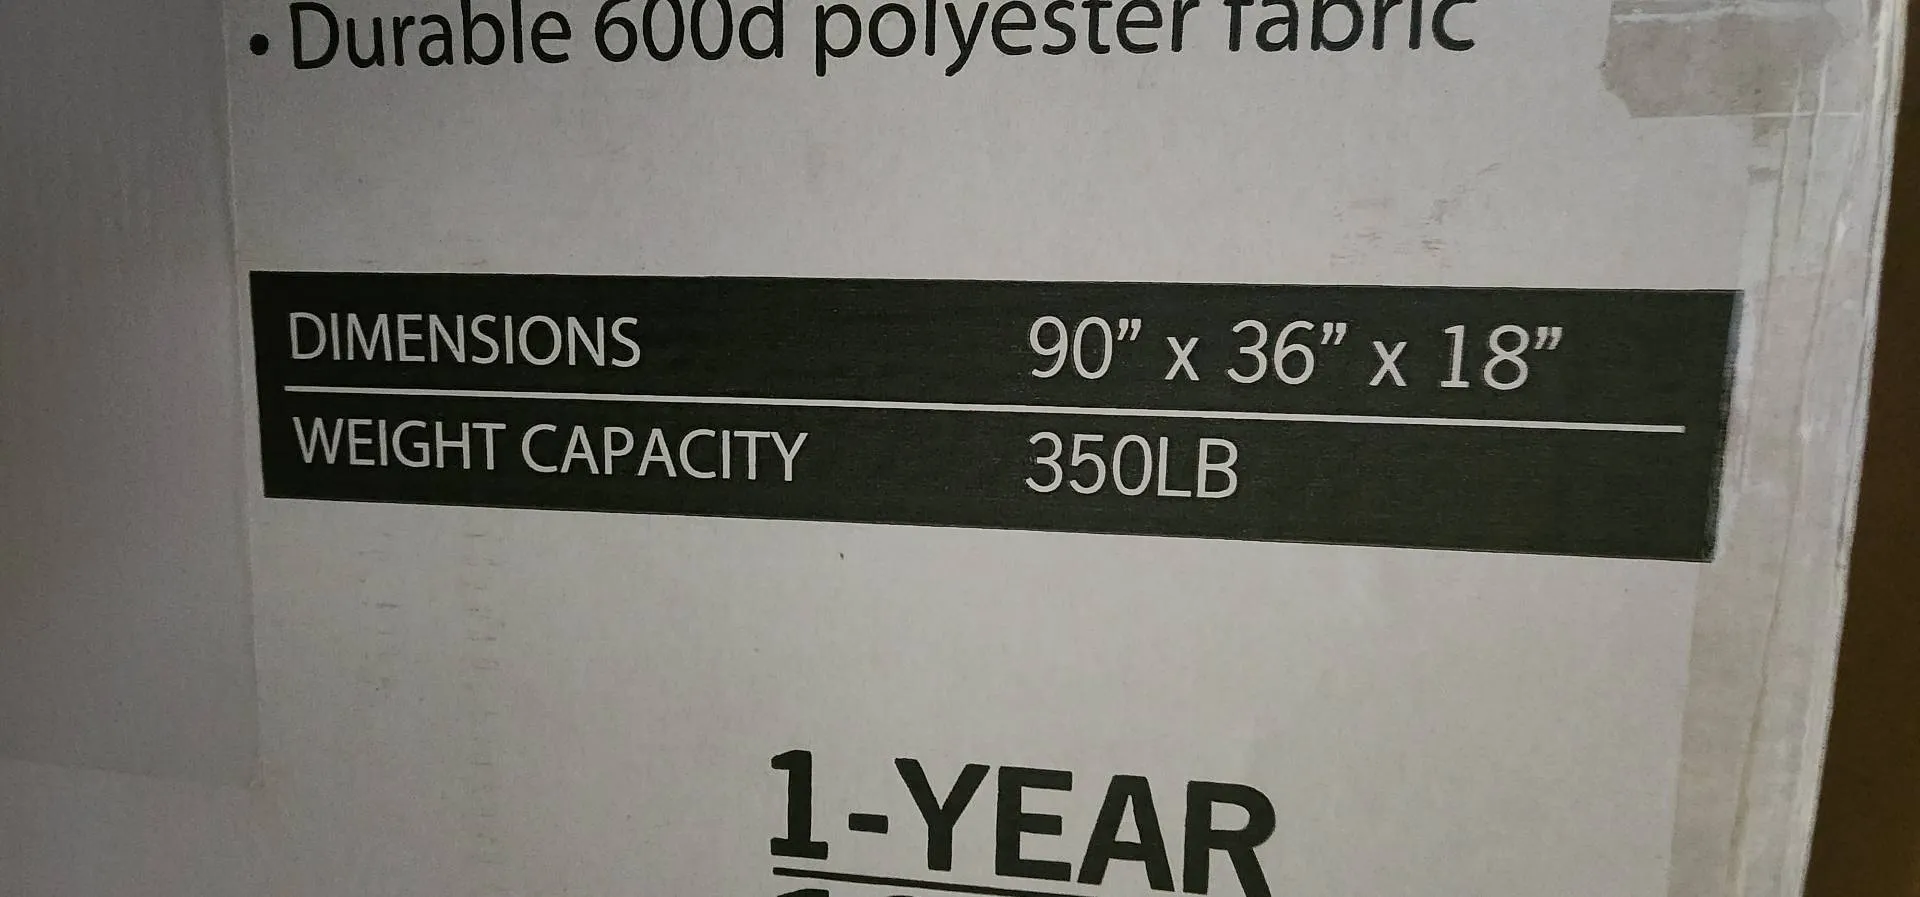 • Durable 600d polyester fabric
DIMENSIONS 90” x 36” x 18”
WEIGHT CAPACITY 350LB
1-YEAR